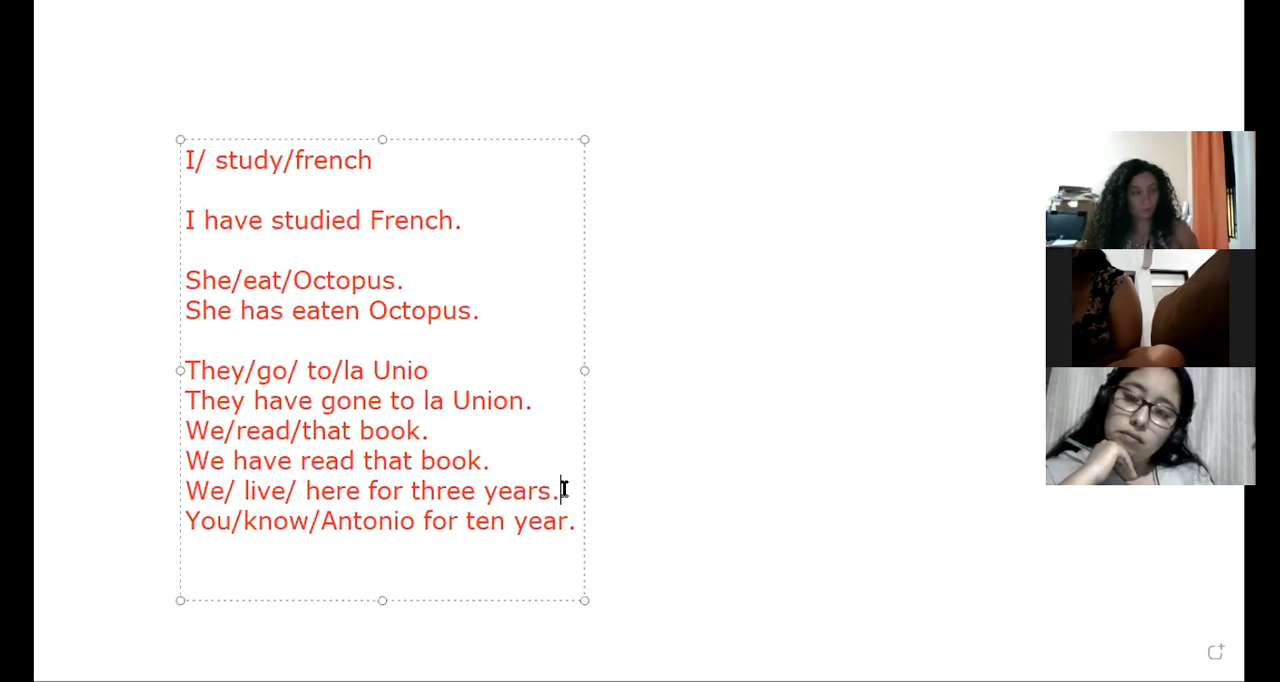 I/ study/french
I have studied French.
She/eat/Octopus.
She has eaten Octopus.
They/go/ to/la Unio
They have gone to la Union.
We/read/that book.
We have read that book.
We/ live/ here for three years.
You/know/Antonio for ten year.